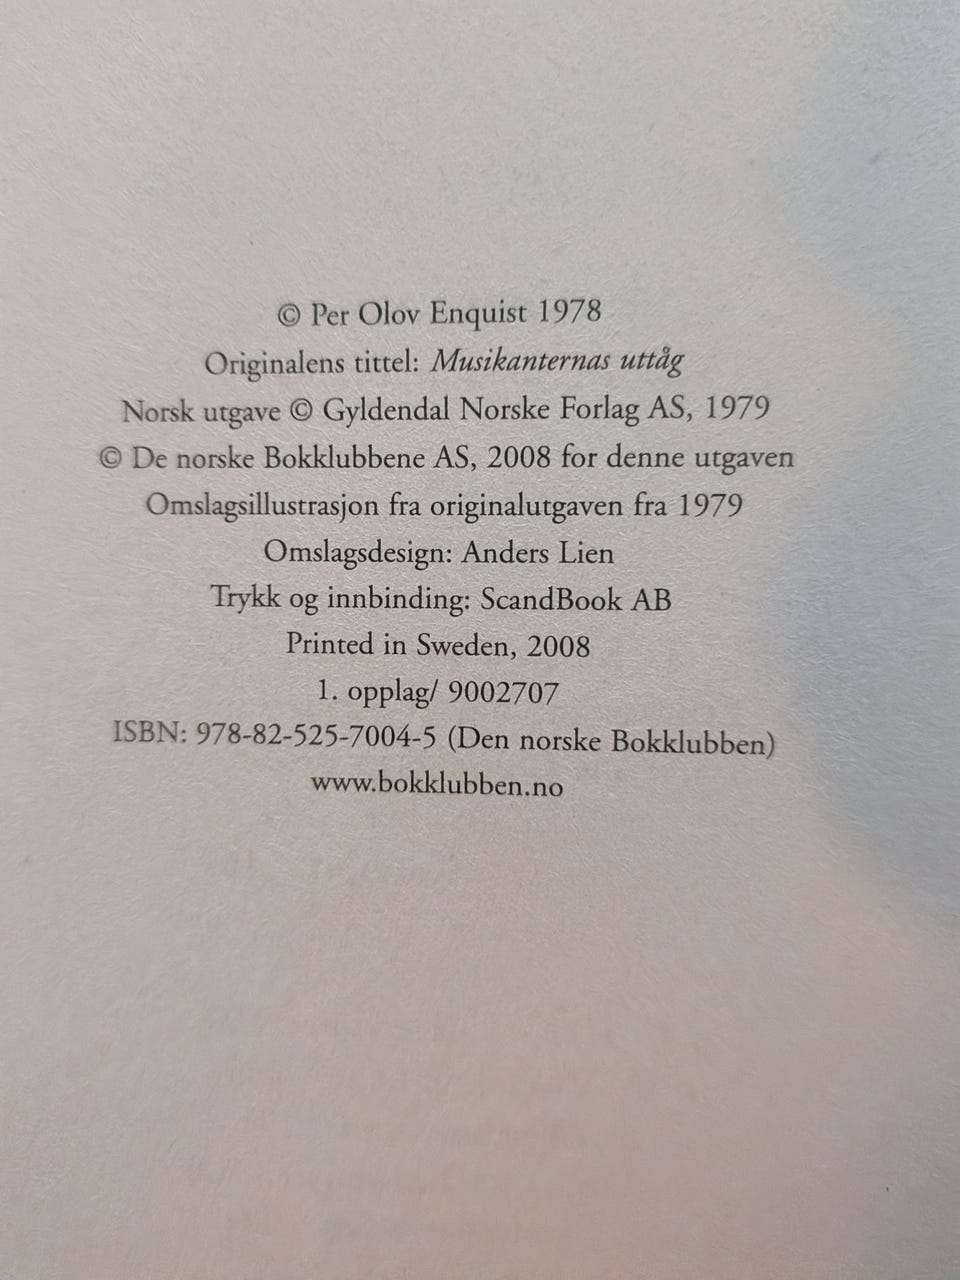 © Per Olov Enquist 1978
Originalens tittel: Musikanternas uttåg
Norsk utgave © Gyldendal Norske Forlag AS, 1979
© De norske Bokklubbene AS, 2008 for denne utgaven
Omslagsillustrasjon fra originalutgaven fra 1979
Omslagsdesign: Anders Lien
Trykk og innbinding: ScandBook AB
Printed in Sweden, 2008
1. opplag/ 9002707
ISBN: 978-82-525-7004-5 (Den norske Bokklubben)
www.bokklubben.no